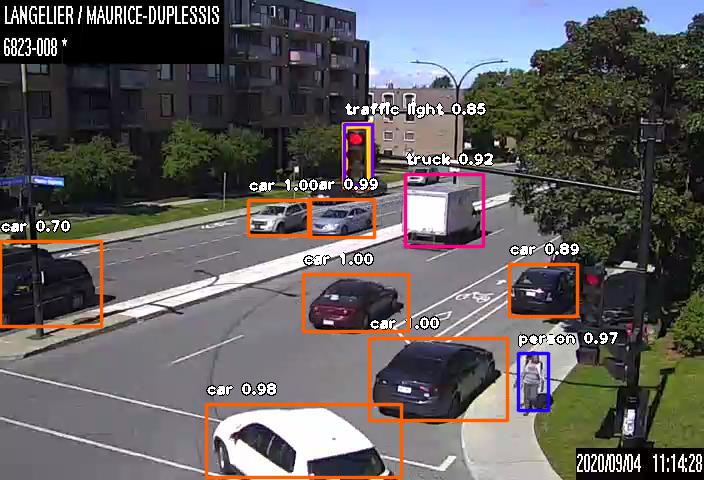 LANGELIER / MAURICE-DUPLESSIS
6823-008 *
traffic light 0.85
truck 0.92
car 1.00
ar 0.99
car 0.70
car 0.89
car 1.00
car 1.00
person 0.97
car 0.98
2020/09/04 11:14:28